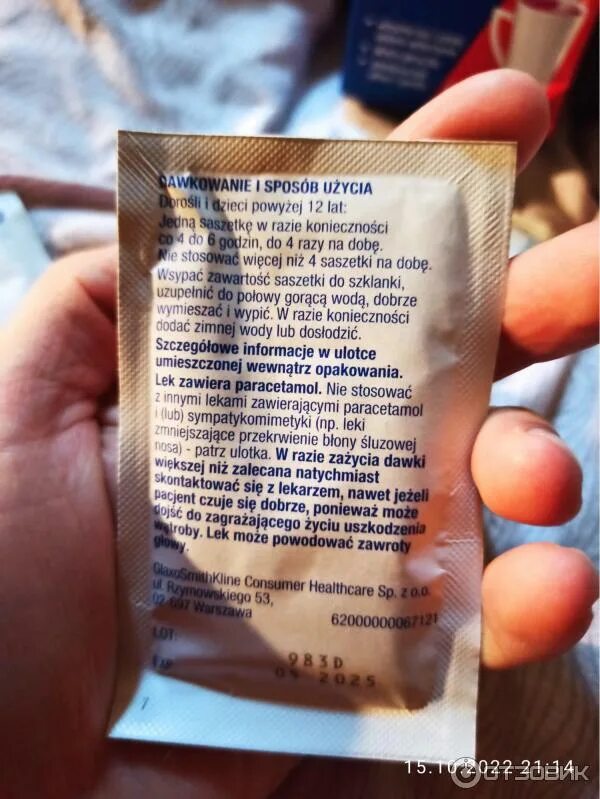 DAWKOWANIE I SPOSÓB UŻYCIA
Dorośli i dzieci powyżej 12 lat:
Jedną saszetkę w razie konieczności
co 4 do 6 godzin, do 4 razy na dobę.
Nie stosować więcej niż 4 saszetki na dobę.
Wsypać zawartość saszetki do szklanki,
uzupełnić do połowy gorącą wodą, dobrze
wymieszać i wypić. W razie konieczności
dodać zimnej wody lub dosłodzić.
Szczegółowe informacje w ulotce
umieszczonej wewnątrz opakowania.
Lek zawiera paracetamol. Nie stosować
z innymi lekami zawierającymi paracetamol
i (lub) sympatykomimetyki (np. leki
zmniejszające przekrwienie błony śluzowej
nosa) - patrz ulotka. W razie zażycia dawki
większej niż zalecana natychmiast
skontaktować się z lekarzem, nawet jeżeli
pacjent czuje się dobrze, ponieważ może
dojść do zagrażającego życiu uszkodzenia
wątroby. Lek może powodować zawroty
głowy.
GlaxoSmithKline Consumer Healthcare Sp. z o.o.
ul. Rzymowskiego 53,
02-697 Warszawa
62000000067121
LOT:
983D
EXP
2025
7
15.10.2022 21:14
ОТЗОВИК